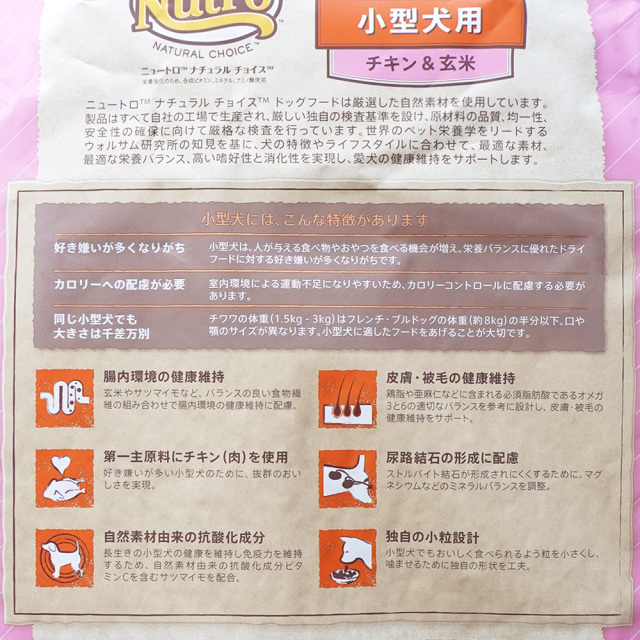 Nutro
NATURAL CHOICE™
ニュートロ™ ナチュラル チョイス™
栄養強化のため、合成ビタミン、ミネラル、アミノ酸使用
小型犬用
チキン&玄米
ニュートロ™ ナチュラル チョイス™ ドッグフードは厳選した自然素材を使用しています。
製品はすべて自社の工場で生産され、厳しい独自の検査基準を設け、原材料の品質、均一性、
安全性の確保に向けて厳格な検査を行っています。世界のペット栄養学をリードする
ウォルサム研究所の知見を基に、犬の特徴やライフスタイルに合わせて、最適な素材、
最適な栄養バランス、高い嗜好性と消化性を実現し、愛犬の健康維持をサポートします。
小型犬には、こんな特徴があります。
好き嫌いが多くなりがち
小型犬は、人が与える食べ物やおやつを食べる機会が増え、栄養バランスに優れたドライ
フードに対する好き嫌いが多くなりがちです。
カロリーへの配慮が必要
室内環境による運動不足になりやすいため、カロリーコントロールに配慮する必要が
あります。
同じ小型犬でも
大きさは千差万別
チワワの体重(1.5kg - 3kg)はフレンチ・ブルドッグの体重(約8kg)の半分以下。口や
顎のサイズが異なります。小型犬に適したフードをあげることが大切です。
腸内環境の健康維持
玄米やサツマイモなど、バランスの良い食物繊
維の組み合わせで腸内環境の健康維持に配慮。
第一主原料にチキン(肉)を使用
好き嫌いが多い小型犬のために、抜群のおい
しさを実現。
自然素材由来の抗酸化成分
長生きの小型犬の健康を維持し免疫力を維持
するため、自然素材由来の抗酸化成分ビタ
ミンCを含むサツマイモを配合。
皮膚・被毛の健康維持
鶏脂や亜麻仁などに含まれる必須脂肪酸であるオメガ
3と6の適切なバランスを参考に設計し、皮膚・被毛の
健康維持をサポート。
尿路結石の形成に配慮
ストルバイト結石が形成されにくくするために、マグ
ネシウムなどのミネラルバランスを調整。
独自の小粒設計
小型犬でもおいしく食べられるよう粒を小さくし、
噛ませるために独自の形状を工夫。